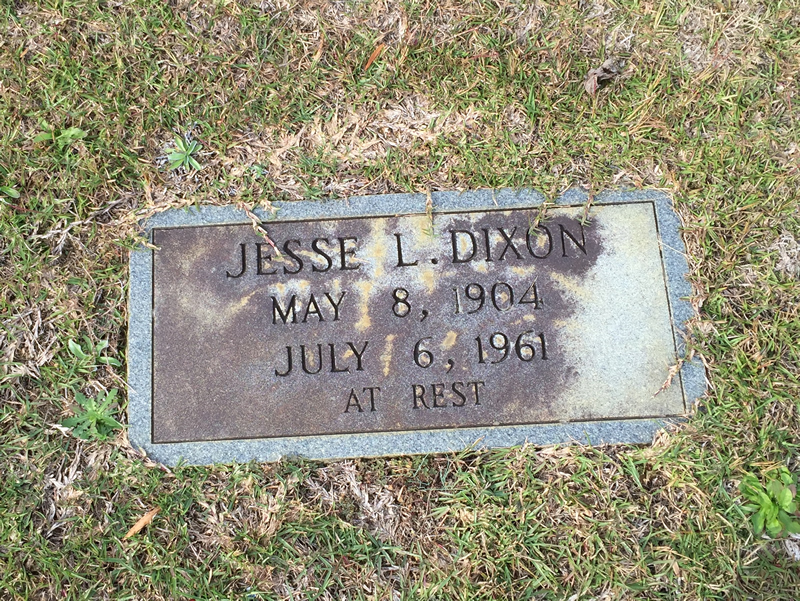 JESSE L. DIXON
MAY 8, 1904
JULY 6, 1961
AT REST